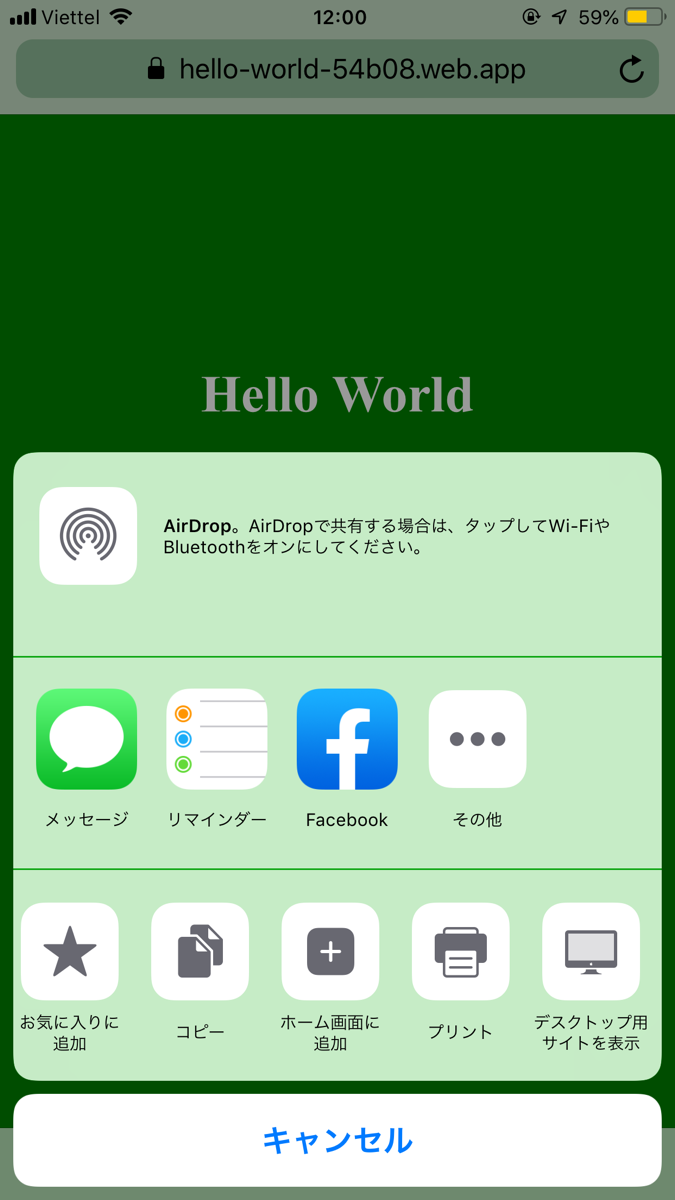 Viettel 12:00 59%
hello-world-54b08.web.app
Hello World
AirDrop。AirDropで共有する場合は、タップしてWi-Fiや
Bluetoothをオンにしてください。
メッセージ
リマインダー
Facebook
その他
お気に入りに
追加
コピー
ホーム画面に
追加
プリント
デスクトップ用
サイトを表示
キャンセル